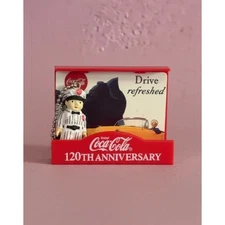 Drive
refreshed
Coca-Cola
120TH ANNIVERSARY